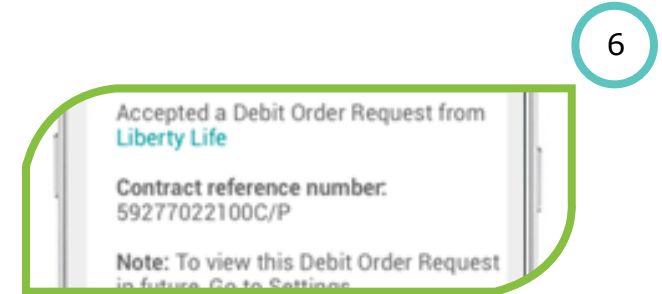 6
Accepted a Debit Order Request from
Liberty Life
Contract reference number:
59277022100C/P
Note: To view this Debit Order Request
in future, Go to Settings